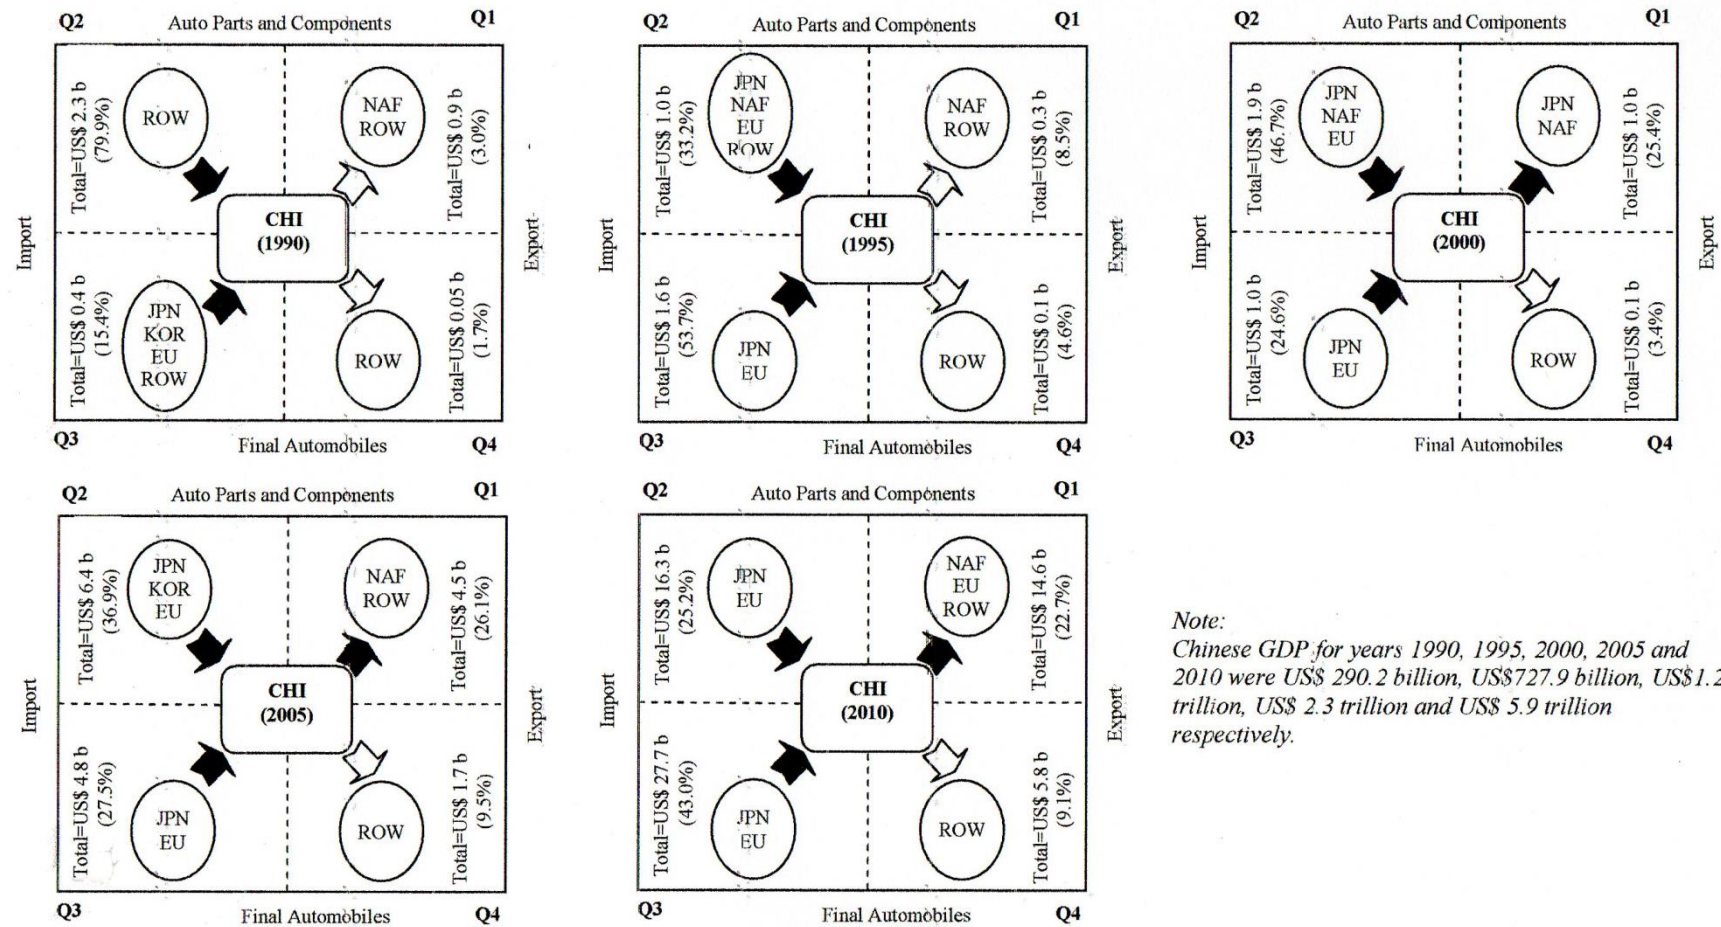 Q2
Auto Parts and Components
Q1
Import
Export
Total=US$ 2.3 b
(79.9%)
ROW
NAF
ROW
Total=US$ 0.9 b
(3.0%)
CHI
(1990)
Total=US$ 0.4 b
(15.4%)
JPN
KOR
EU
ROW
ROW
Total=US$ 0.05 b
(1.7%)
Q3
Final Automobiles
Q4
Q2
Auto Parts and Components
Q1
Import
Export
Total=US$ 1.0 b
(33.2%)
JPN
NAF
EU
ROW
NAF
ROW
Total=US$ 0.3 b
(8.5%)
CHI
(1995)
Total=US$ 1.6 b
(53.7%)
JPN
EU
ROW
Total=US$ 0.1 b
(4.6%)
Q3
Final Automobiles
Q4
Q2
Auto Parts and Components
Q1
Import
Export
Total=US$ 1.9 b
(46.7%)
JPN
NAF
EU
JPN
NAF
Total=US$ 1.0 b
(25.4%)
CHI
(2000)
Total=US$ 1.0 b
(24.6%)
JPN
EU
ROW
Total=US$ 0.1 b
(3.4%)
Q3
Final Automobiles
Q4
Q2
Auto Parts and Components
Q1
Import
Export
Total=US$ 6.4 b
(36.9%)
JPN
KOR
EU
NAF
ROW
Total=US$ 4.5 b
(26.1%)
CHI
(2005)
Total=US$ 4.8 b
(27.5%)
JPN
EU
ROW
Total=US$ 1.7 b
(9.5%)
Q3
Final Automobiles
Q4
Q2
Auto Parts and Components
Q1
Import
Export
Total=US$ 16.3 b
(25.2%)
JPN
EU
NAF
EU
ROW
Total=US$ 14.6 b
(22.7%)
CHI
(2010)
Total=US$ 27.7 b
(43.0%)
JPN
EU
ROW
Total=US$ 5.8 b
(9.1%)
Q3
Final Automobiles
Q4
Note:
Chinese GDP for years 1990, 1995, 2000, 2005 and
2010 were US$ 290.2 billion, US$727.9 billion, US$1.2
trillion, US$ 2.3 trillion and US$ 5.9 trillion
respectively.